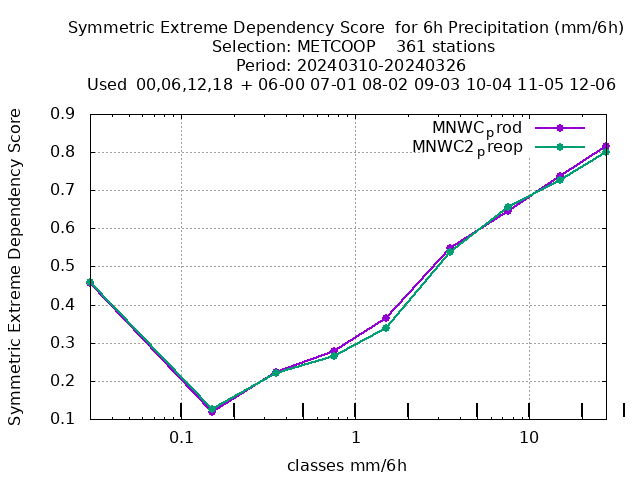 Symmetric Extreme Dependency Score  for 6h Precipitation (mm/6h)
Selection: METCOOP    361 stations
Period: 20240310-20240326
Used  00,06,12,18  + 06-00 07-01 08-02 09-03 10-04 11-05 12-06
MNWCprod
MNWC2preop
Symmetric Extreme Dependency Score
0.9
0.8
0.7
0.6
0.5
0.4
0.3
0.2
0.1
0.1 1 10
classes mm/6h